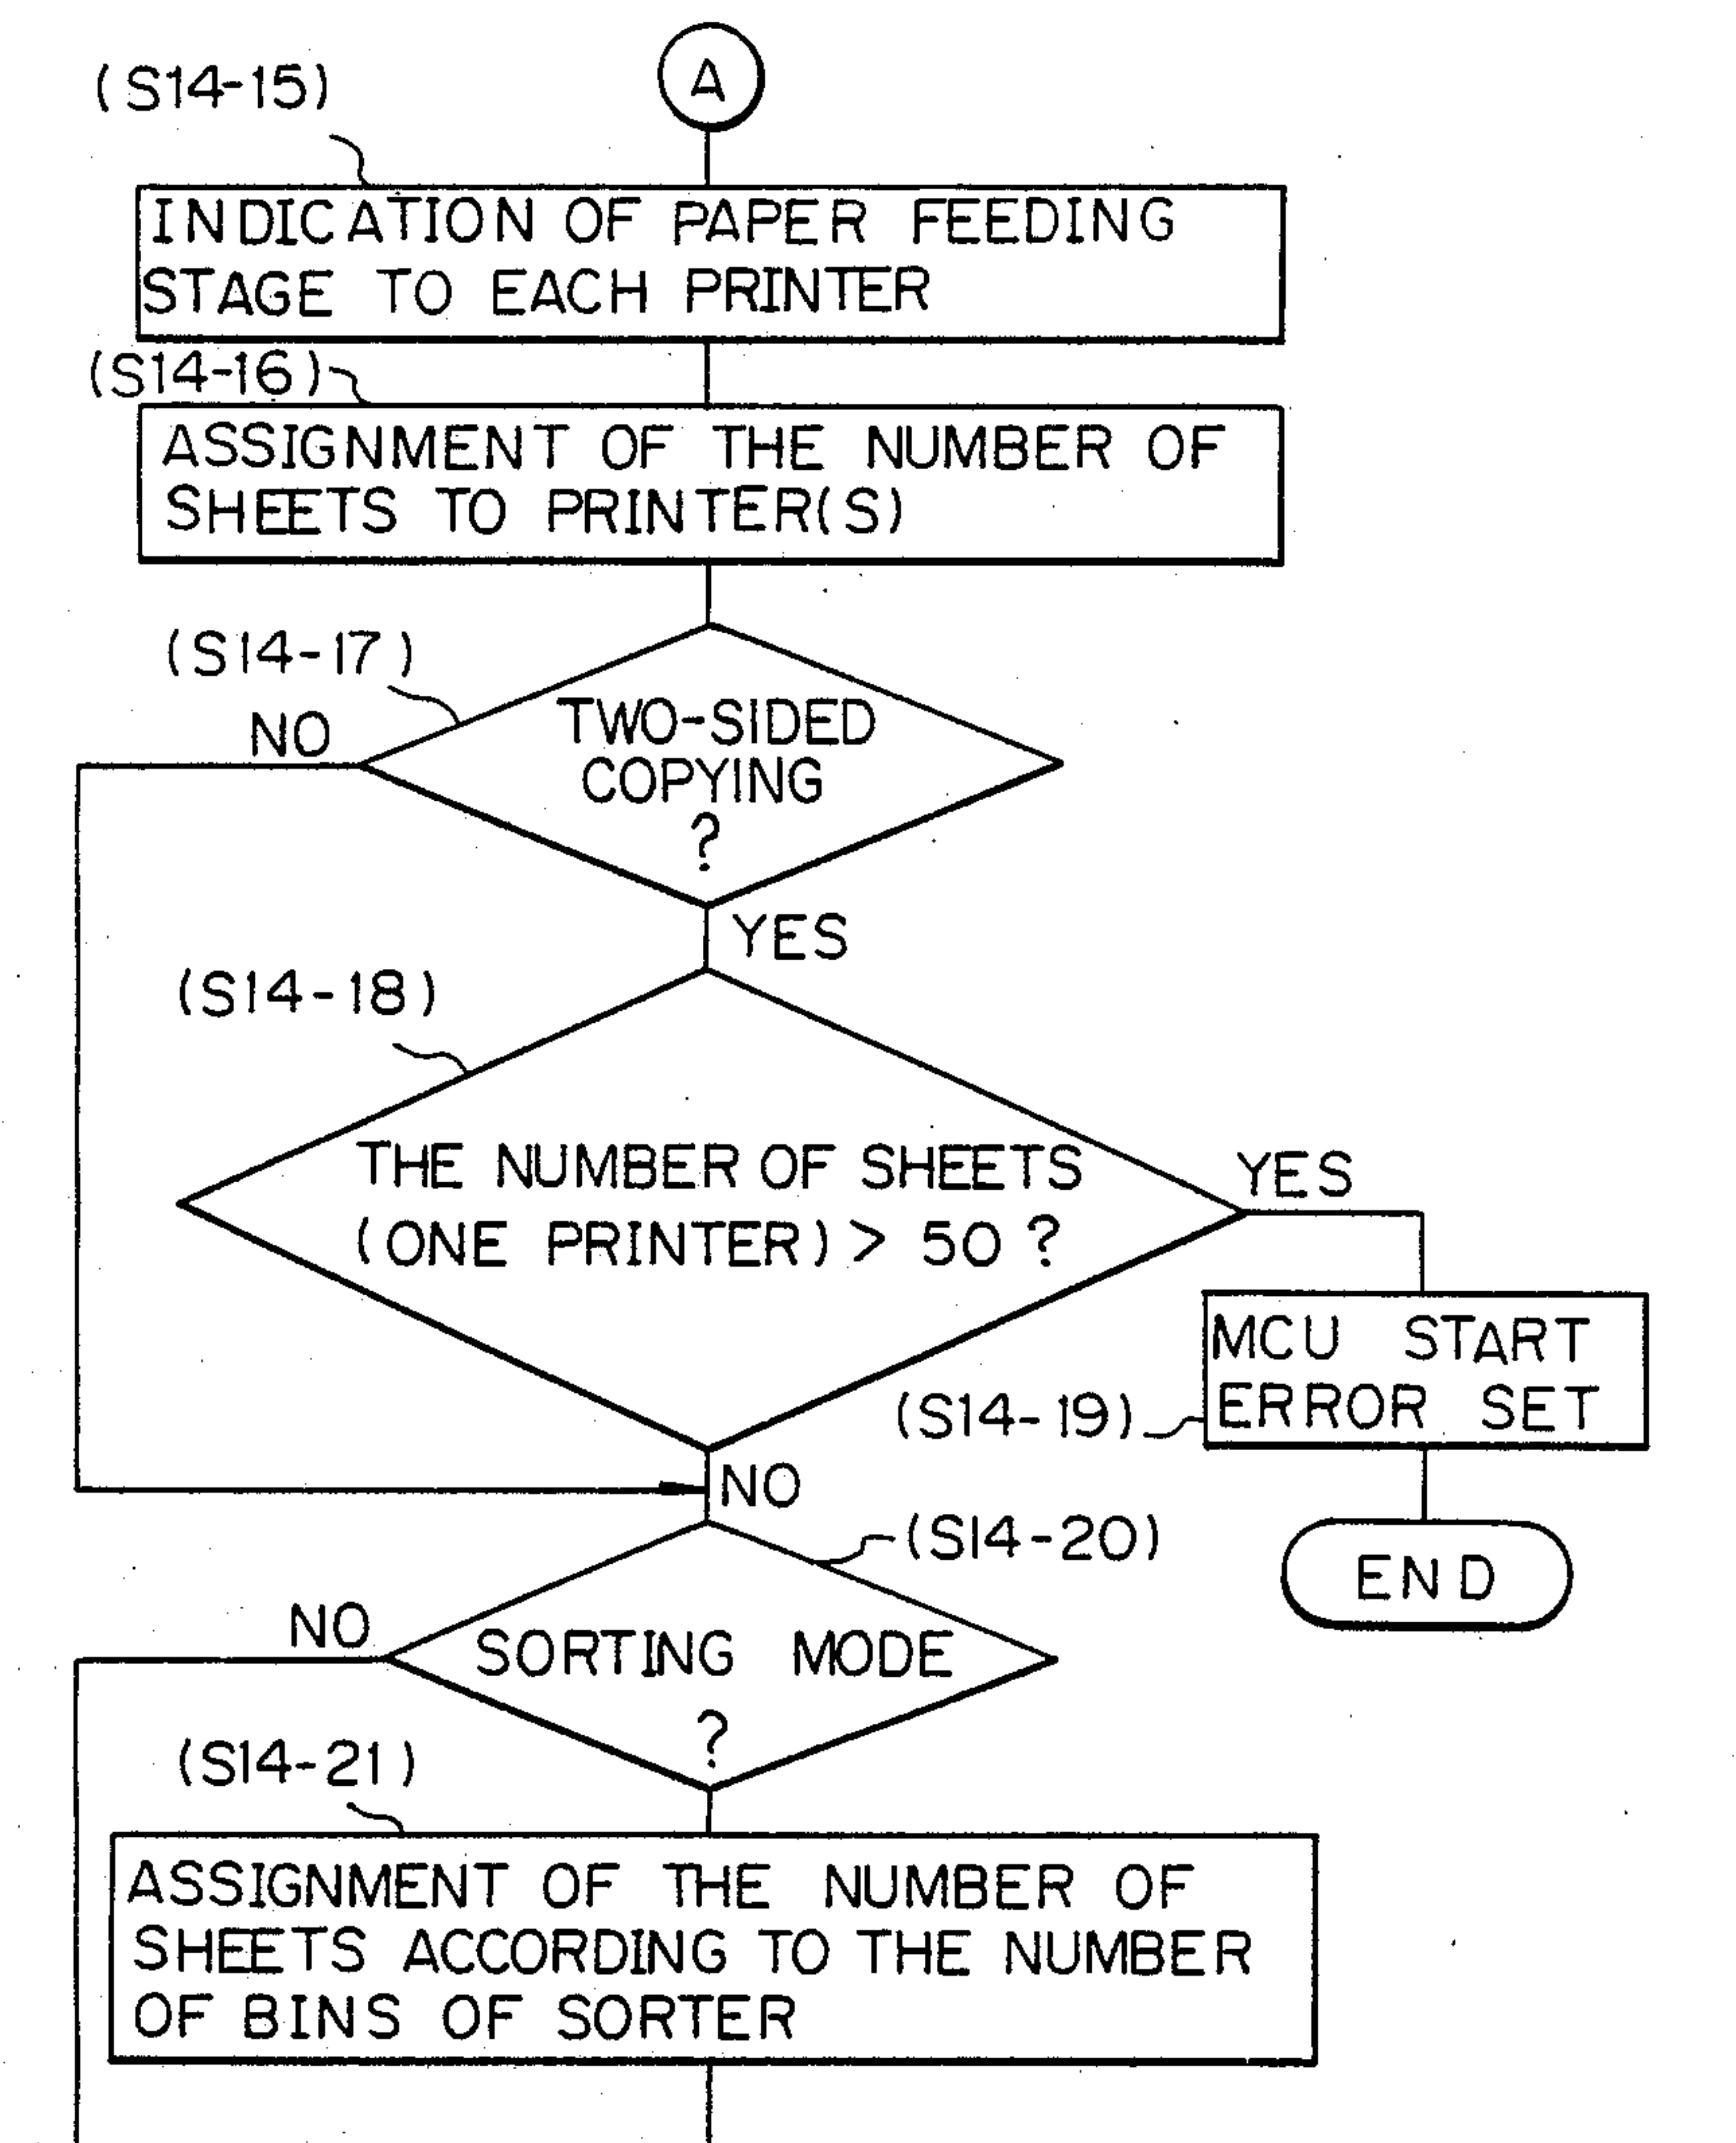 A
(S14-15)
INDICATION OF PAPER FEEDING
STAGE TO EACH PRINTER
(S14-16)
ASSIGNMENT OF THE NUMBER OF
SHEETS TO PRINTER(S)
(S14-17)
NO
TWO-SIDED
COPYING
?
YES
(S14-18)
THE NUMBER OF SHEETS
(ONE PRINTER) > 50 ?
YES
MCU START
ERROR SET
(S14-19)
NO
(S14-20)
END
NO
SORTING MODE
?
(S14-21)
ASSIGNMENT OF THE NUMBER OF
SHEETS ACCORDING TO THE NUMBER
OF BINS OF SORTER